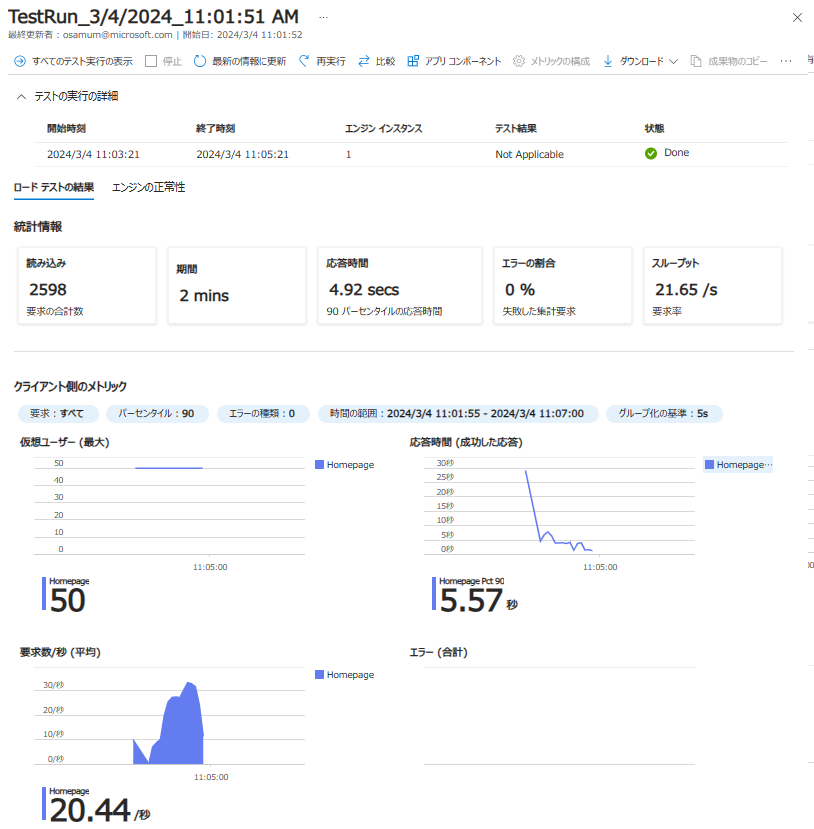 TestRun_3/4/2024_11:01:51 AM ...
最終更新者 : osamum@microsoft.com | 開始日: 2024/3/4 11:01:52
すべてのテスト実行の表示 停止 最新の情報に更新 再実行 比較 アプリ コンポーネント メトリックの構成 ダウンロード 成果物のコピー ...
テストの実行の詳細
開始時刻 終了時刻 エンジン インスタンス テスト結果 状態
2024/3/4 11:03:21 2024/3/4 11:05:21 1 Not Applicable Done
ロード テストの結果 エンジンの正常性
統計情報
読み込み
2598
要求の合計数
期間
2 mins
応答時間
4.92 secs
90 パーセンタイルの応答時間
エラーの割合
0 %
失敗した集計要求
スループット
21.65 /s
要求率
クライアント側のメトリック
要求 : すべて パーセンタイル : 90 エラーの種類 : 0 時間の範囲 : 2024/3/4 11:01:55 - 2024/3/4 11:07:00 グループ化の基準 : 5s
仮想ユーザー (最大)
50
40
30
20
10
0
11:05:00
Homepage
Homepage
50
応答時間 (成功した応答)
30秒
25秒
20秒
15秒
10秒
5秒
0秒
11:05:00
Homepage...
Homepage Pct 90
5.57 秒
要求数/秒 (平均)
30/秒
20/秒
10/秒
0/秒
11:05:00
Homepage
Homepage
20.44 /秒
エラー (合計)